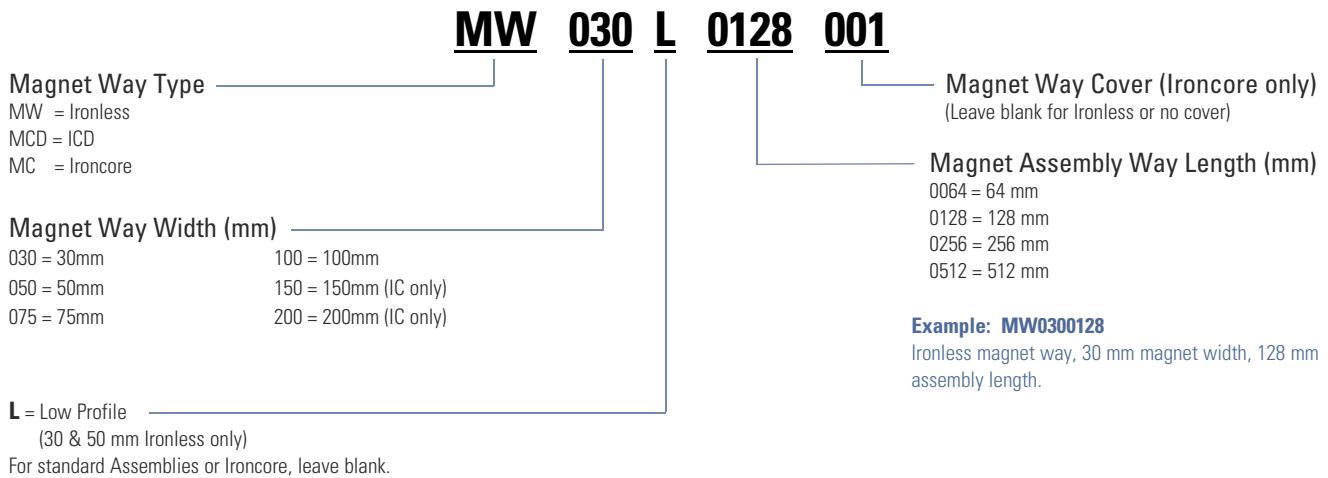 MW 030 L 0128 001
Magnet Way Type
MW = Ironless
MCD = ICD
MC = Ironcore
Magnet Way Width (mm)
030 = 30mm
050 = 50mm
075 = 75mm
100 = 100mm
150 = 150mm (IC only)
200 = 200mm (IC only)
L = Low Profile
(30 & 50 mm Ironless only)
For standard Assemblies or Ironcore, leave blank.
Magnet Way Cover (Ironcore only)
(Leave blank for Ironless or no cover)
Magnet Assembly Way Length (mm)
0064 = 64 mm
0128 = 128 mm
0256 = 256 mm
0512 = 512 mm
Example: MW0300128
Ironless magnet way, 30 mm magnet width, 128 mm
assembly length.